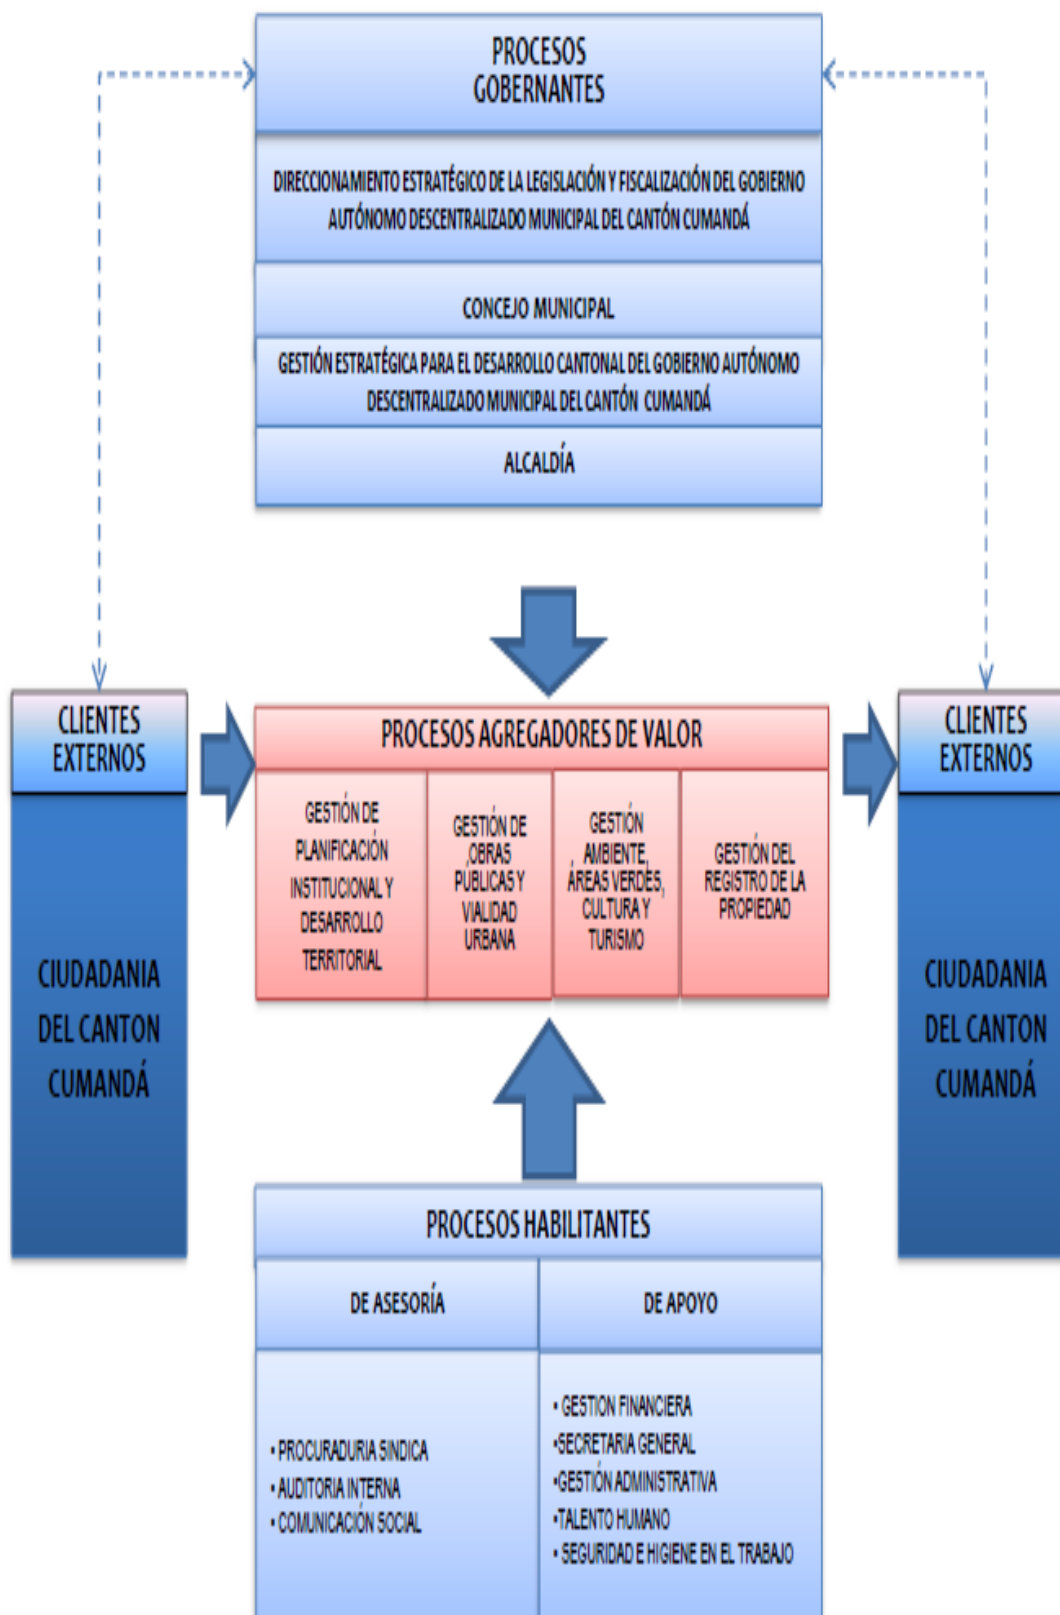 PROCESOS
GOBERNANTES
DIRECCIONAMIENTO ESTRATÉGICO DE LA LEGISLACIÓN Y FISCALIZACIÓN DEL GOBIERNO
AUTÓNOMO DESCENTRALIZADO MUNICIPAL DEL CANTÓN CUMANDÁ
CONCEJO MUNICIPAL
GESTIÓN ESTRATÉGICA PARA EL DESARROLLO CANTONAL DEL GOBIERNO AUTÓNOMO
DESCENTRALIZADO MUNICIPAL DEL CANTÓN CUMANDÁ
ALCALDÍA
CLIENTES
EXTERNOS
CIUDADANIA
DEL CANTON
CUMANDÁ
PROCESOS AGREGADORES DE VALOR
GESTIÓN DE
PLANIFICACIÓN
INSTITUCIONAL Y
DESARROLLO
TERRITORIAL
GESTIÓN DE
OBRAS
PÚBLICAS Y
VIALIDAD
URBANA
GESTIÓN
AMBIENTE,
ÁREAS VERDES,
CULTURA Y
TURISMO
GESTIÓN DEL
REGISTRO DE LA
PROPIEDAD
CLIENTES
EXTERNOS
CIUDADANIA
DEL CANTON
CUMANDÁ
PROCESOS HABILITANTES
DE ASESORÍA
• PROCURADURIA SINDICA
• AUDITORIA INTERNA
• COMUNICACIÓN SOCIAL
DE APOYO
• GESTION FINANCIERA
•SECRETARIA GENERAL
•GESTIÓN ADMINISTRATIVA
•TALENTO HUMANO
• SEGURIDAD E HIGIENE EN EL TRABAJO